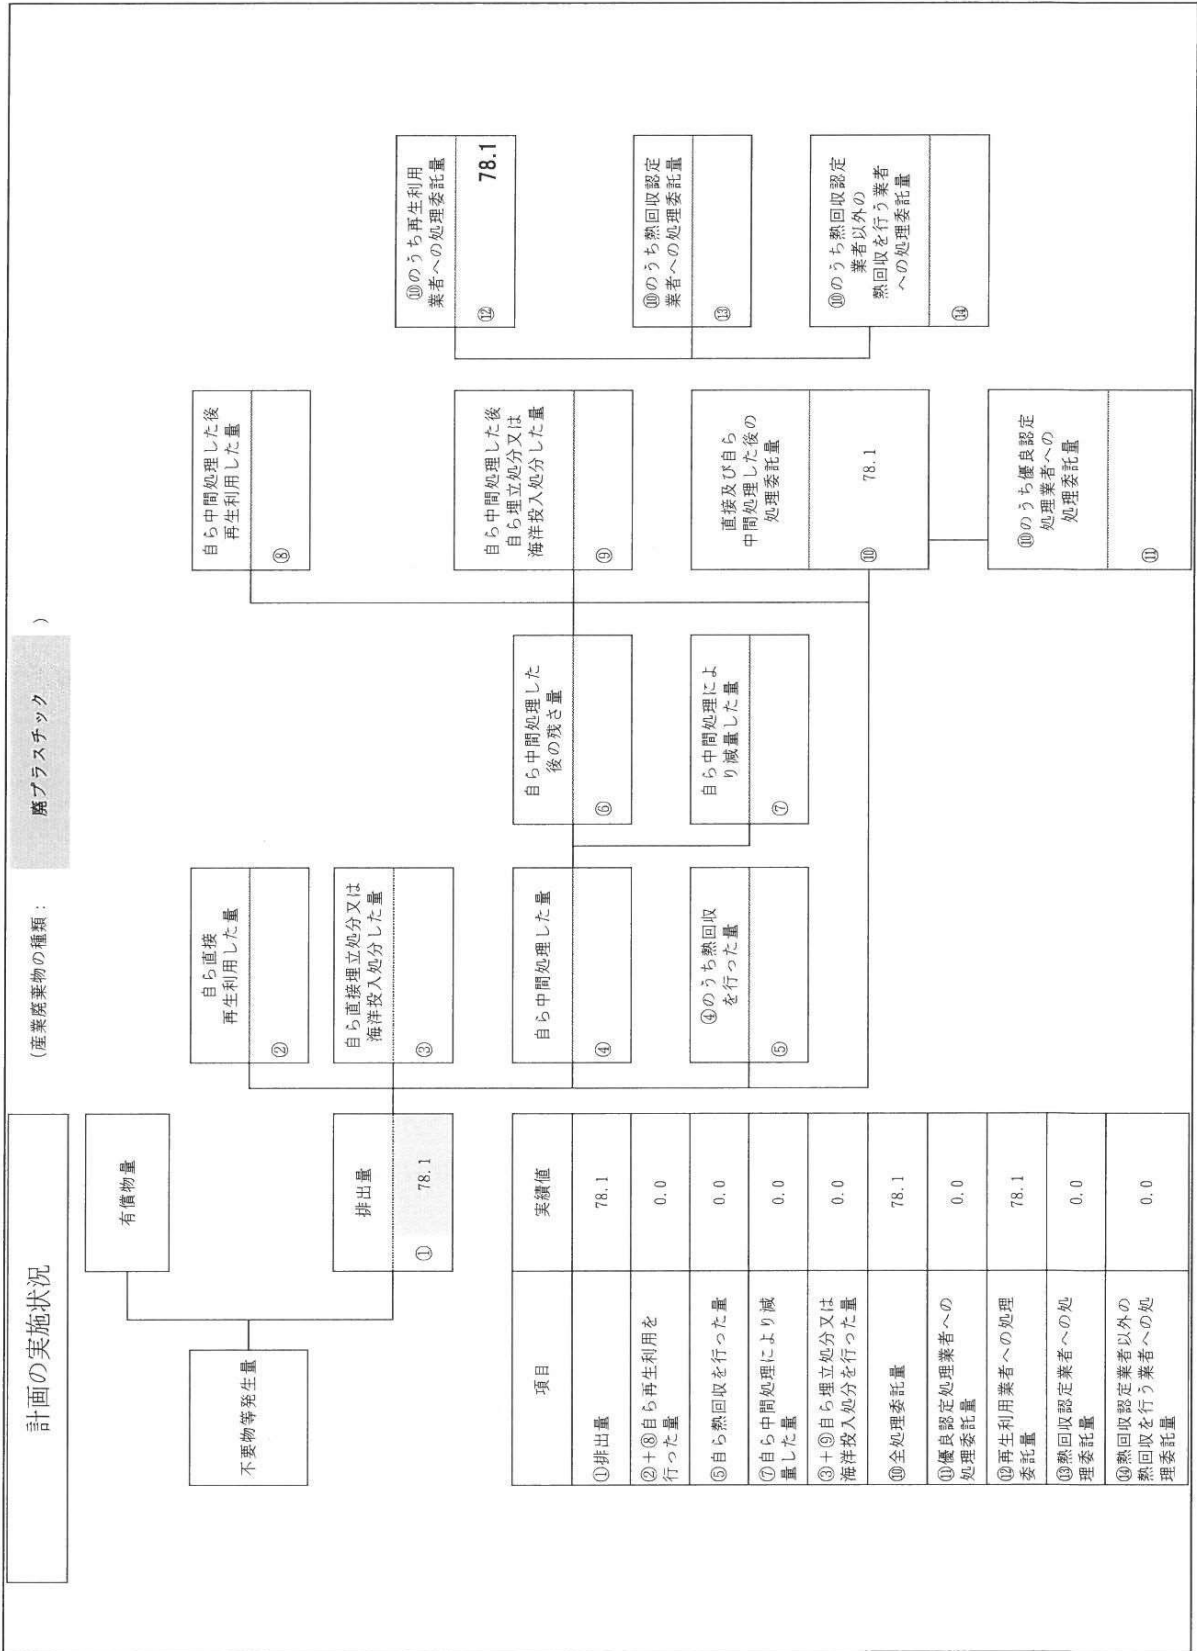 計画の実施状況
(産業廃棄物の種類：
廃プラスチック
)
不要物等発生量
有償物量
排出量
①
78.1
自ら直接
再生利用した量
②
自ら直接埋立処分又は
海洋投入処分した量
③
自ら中間処理した量
④
④のうち熱回収
を行った量
⑤
自ら中間処理した
後の残さ量
⑥
自ら中間処理によ
り減量した量
⑦
自ら中間処理した後
再生利用した量
⑧
自ら中間処理した後
自ら埋立処分又は
海洋投入処分した量
⑨
直接及び自ら
中間処理した後の
処理委託量
⑩
78.1
⑩のうち優良認定
処理業者への
処理委託量
⑪
⑩のうち再生利用
業者への処理委託量
⑫
78.1
⑩のうち熱回収認定
業者への処理委託量
⑬
⑩のうち熱回収認定
業者以外の
熱回収を行う業者
への処理委託量
⑭
項目
実績値
①排出量
78.1
②＋⑧自ら再生利用を
行った量
0.0
⑤自ら熱回収を行った量
0.0
⑦自ら中間処理により減
量した量
0.0
③＋⑨自ら埋立処分又は
海洋投入処分を行った量
0.0
⑩全処理委託量
78.1
⑪優良認定処理業者への
処理委託量
0.0
⑫再生利用業者への処理
委託量
78.1
⑬熱回収認定業者への処
理委託量
0.0
⑭熱回収認定業者以外の
熱回収を行う業者への処
理委託量
0.0